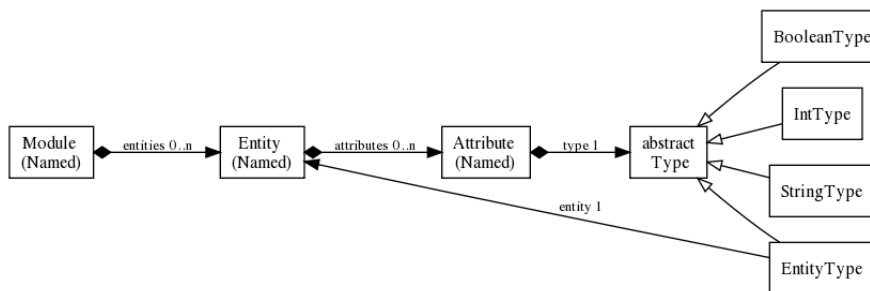 BooleanType
IntType
Module
(Named)
entities 0..n
Entity
(Named)
attributes 0..n
Attribute
(Named)
type 1
abstract
Type
StringType
entity 1
EntityType